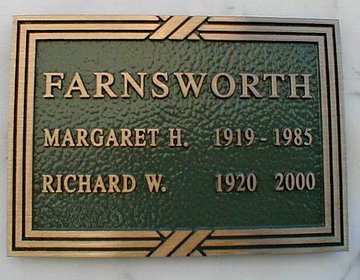 FARNSWORTH
MARGARET H. 1919 - 1985
RICHARD W. 1920 2000